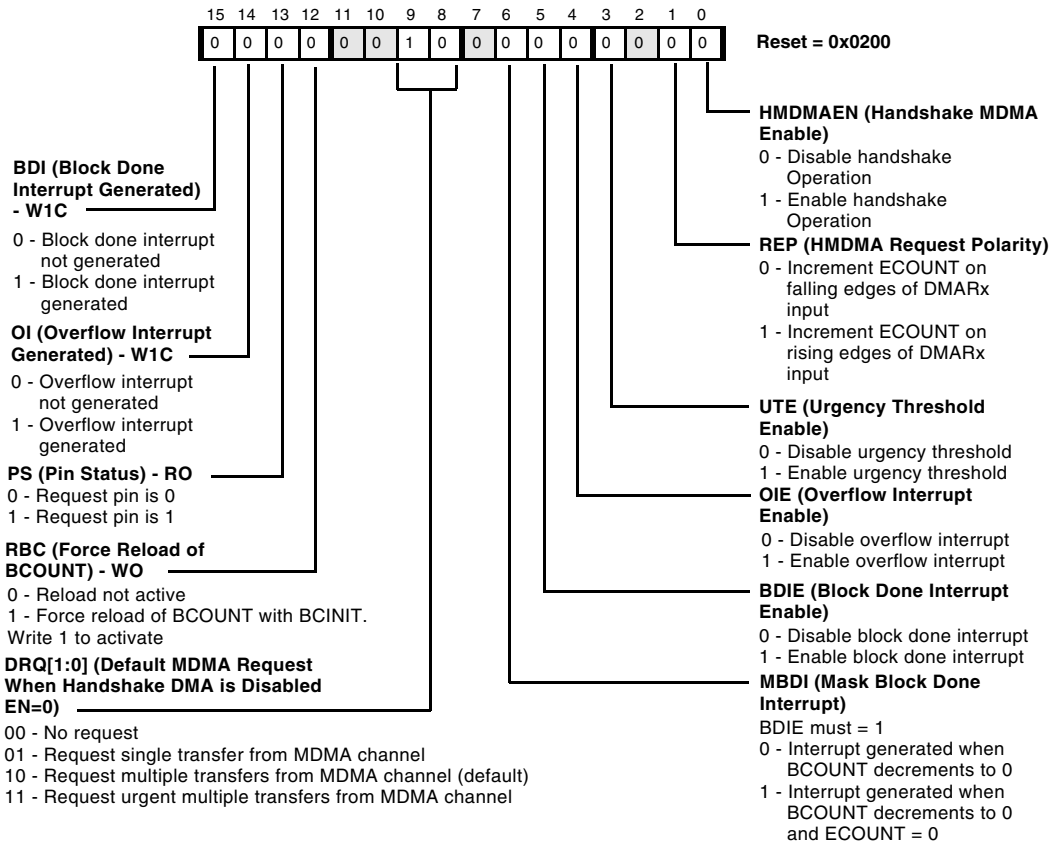 15 14 13 12 11 10 9 8 7 6 5 4 3 2 1 0
0 0 0 0 0 0 1 0 0 0 0 0 0 0 0 0
Reset = 0x0200
BDI (Block Done
Interrupt Generated)
- W1C
0 - Block done interrupt
not generated
1 - Block done interrupt
generated
OI (Overflow Interrupt
Generated) - W1C
0 - Overflow interrupt
not generated
1 - Overflow interrupt
generated
PS (Pin Status) - RO
0 - Request pin is 0
1 - Request pin is 1
RBC (Force Reload of
BCOUNT) - WO
0 - Reload not active
1 - Force reload of BCOUNT with BCINIT.
Write 1 to activate
DRQ[1:0] (Default MDMA Request
When Handshake DMA is Disabled
EN=0)
00 - No request
01 - Request single transfer from MDMA channel
10 - Request multiple transfers from MDMA channel (default)
11 - Request urgent multiple transfers from MDMA channel
HMDMAEN (Handshake MDMA
Enable)
0 - Disable handshake
Operation
1 - Enable handshake
Operation
REP (HMDMA Request Polarity)
0 - Increment ECOUNT on
falling edges of DMARx
input
1 - Increment ECOUNT on
rising edges of DMARx
input
UTE (Urgency Threshold
Enable)
0 - Disable urgency threshold
1 - Enable urgency threshold
OIE (Overflow Interrupt
Enable)
0 - Disable overflow interrupt
1 - Enable overflow interrupt
BDIE (Block Done Interrupt
Enable)
0 - Disable block done interrupt
1 - Enable block done interrupt
MBDI (Mask Block Done
Interrupt)
BDIE must = 1
0 - Interrupt generated when
BCOUNT decrements to 0
1 - Interrupt generated when
BCOUNT decrements to 0
and ECOUNT = 0